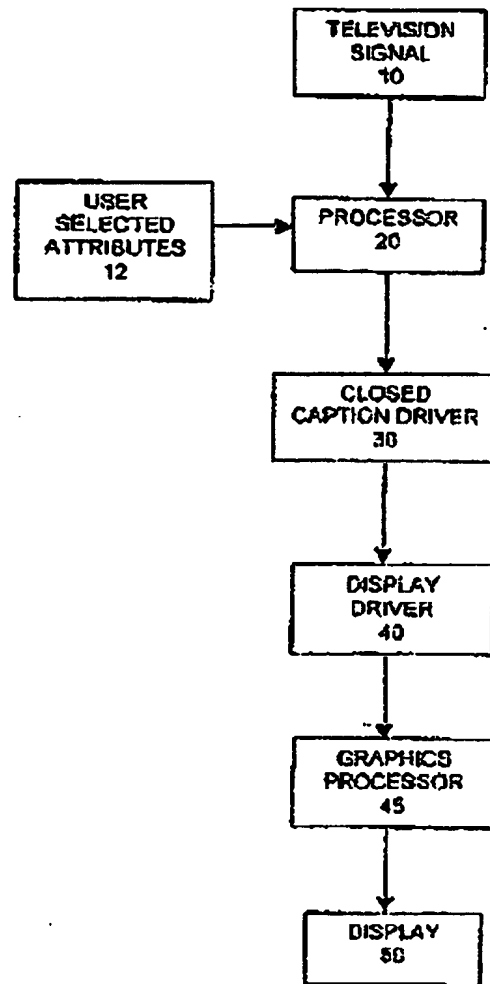 TELEVISION
SIGNAL
10
USER
SELECTED
ATTRIBUTES
12
PROCESSOR
20
CLOSED
CAPTION DRIVER
30
DISPLAY
DRIVER
40
GRAPHICS
PROCESSOR
45
DISPLAY
50